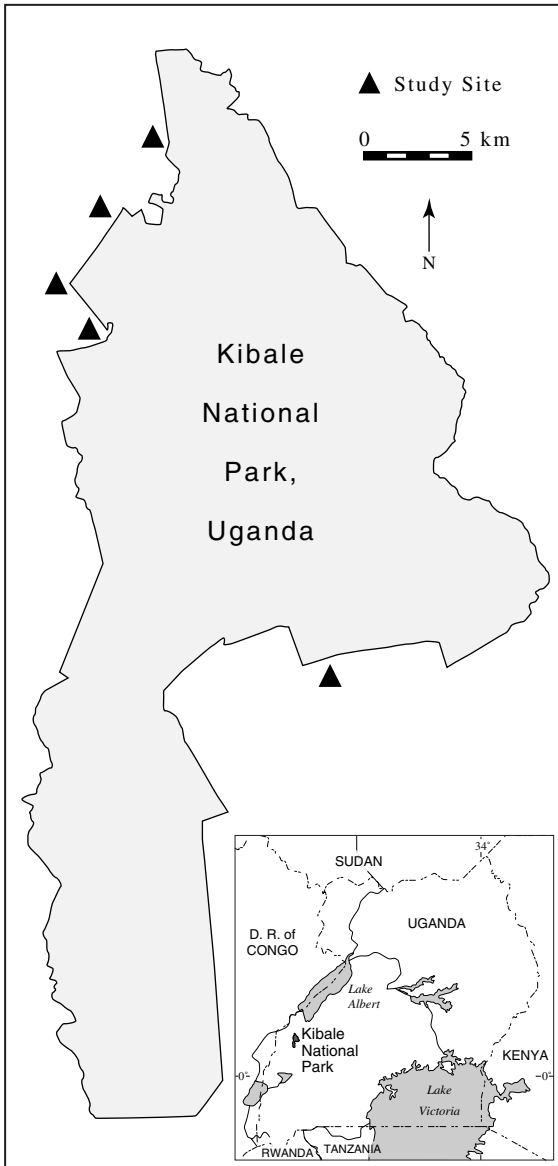 Study Site
0 5 km
N
Kibale
National
Park,
Uganda
34°
SUDAN
UGANDA
D. R. of
CONGO
Lake
Albert
Kibale
National
Park
KENYA
0°
0°
Lake
Victoria
RWANDA
TANZANIA